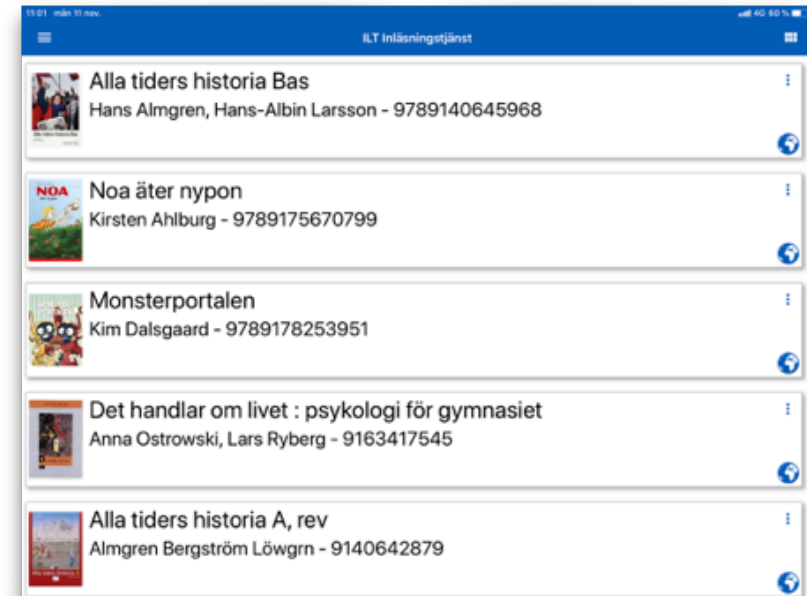 11:01 mån 11 nov.
4G 60 %
ILT Inläsningstjänst
Alla tiders historia Bas
Hans Almgren, Hans-Albin Larsson - 9789140645968
NOA
Noa äter nypon
Kirsten Ahlburg - 9789175670799
Monsterportalen
Kim Dalsgaard - 9789178253951
Det handlar om livet : psykologi för gymnasiet
Anna Ostrowski, Lars Ryberg - 9163417545
Alla tiders historia A, rev
Almgren Bergström Löwgrn - 9140642879